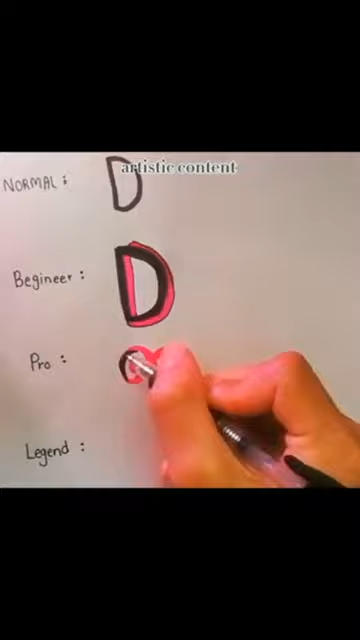 artistic content
NORMAL : D
Begineer : D
Pro :
Legend :